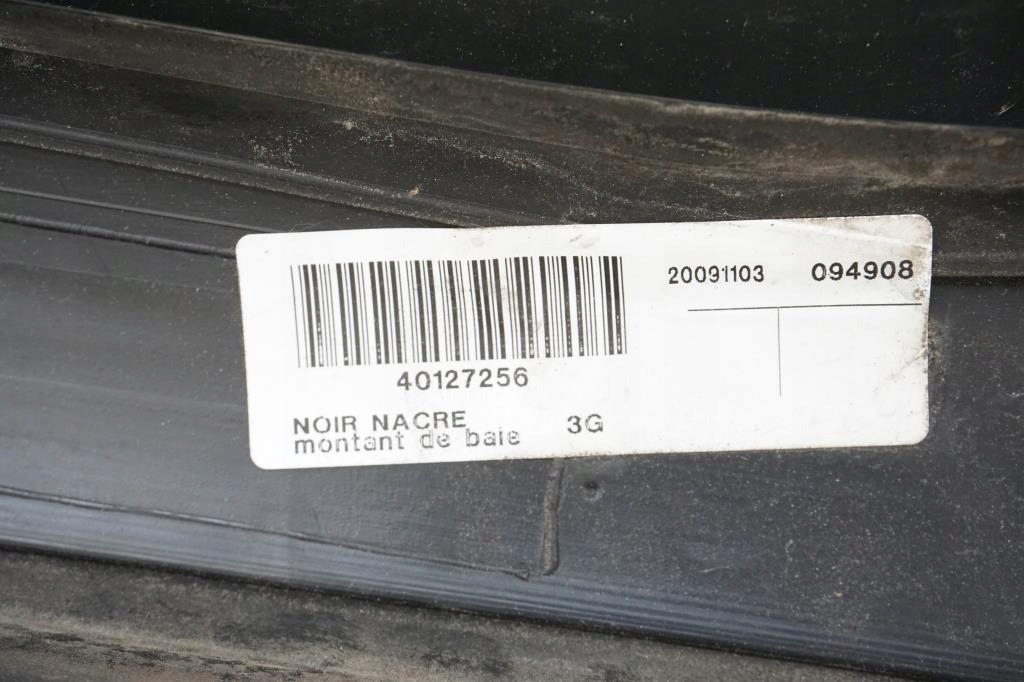 20091103 094908
40127256
NOIR NACRE 3G
montant de baie